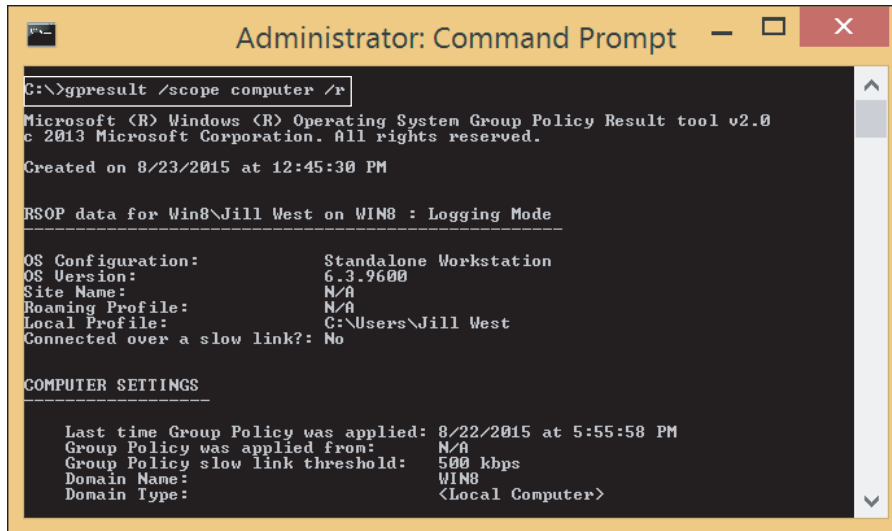 Administrator: Command Prompt
C:\>gpresult /scope computer /r
Microsoft (R) Windows (R) Operating System Group Policy Result tool v2.0
c 2013 Microsoft Corporation. All rights reserved.
Created on 8/23/2015 at 12:45:30 PM
RSOP data for Win8\Jill West on WIN8 : Logging Mode
OS Configuration: Standalone Workstation
OS Version: 6.3.9600
Site Name: N/A
Roaming Profile: N/A
Local Profile: C:\Users\Jill West
Connected over a slow link?: No
COMPUTER SETTINGS
Last time Group Policy was applied: 8/22/2015 at 5:55:58 PM
Group Policy was applied from: N/A
Group Policy slow link threshold: 500 kbps
Domain Name: WIN8
Domain Type: <Local Computer>